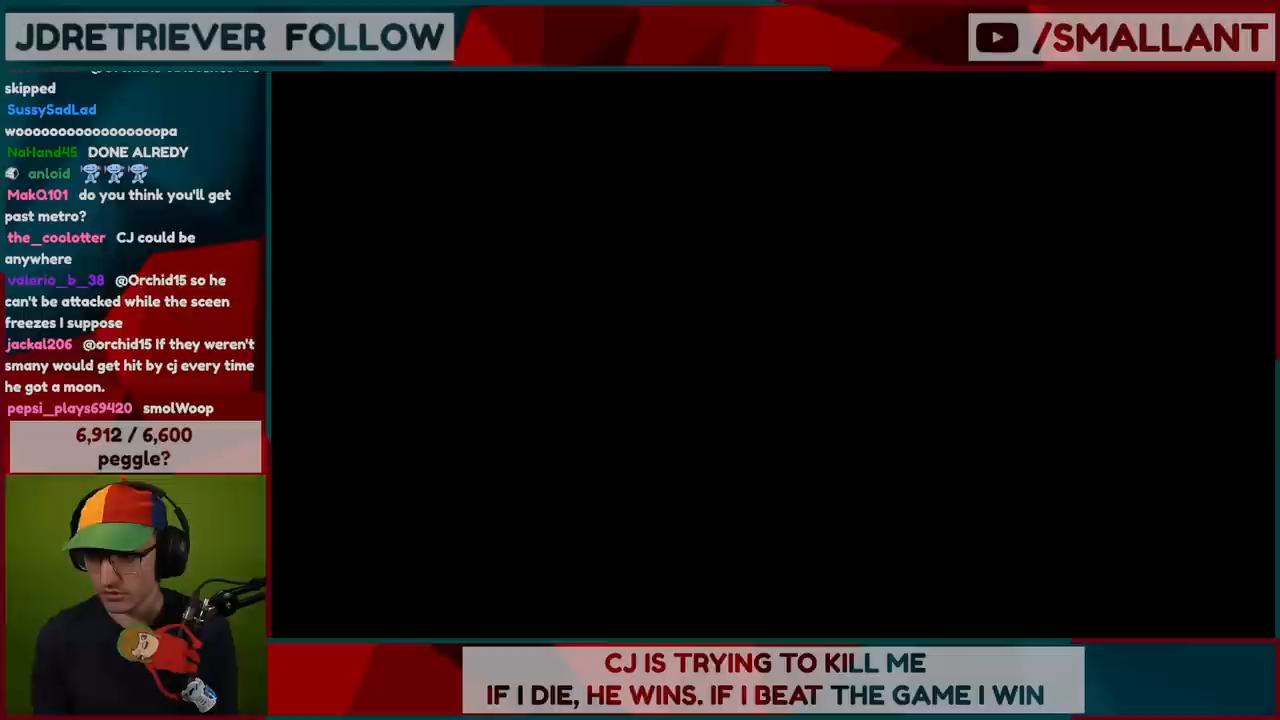 JDRETRIEVER FOLLOW
/SMALLANT
skipped
SussySadLad
wooooooooooooooooopa
NaHand45 DONE ALREDY
anloid
MakQ101 do you think you'll get
past metro?
the_coolotter CJ could be
anywhere
valerio_b_38 @Orchid15 so he
can't be attacked while the sceen
freezes I suppose
jackal206 @orchid15 If they weren't
smany would get hit by cj every time
he got a moon.
pepsi_plays69420 smolWoop
6,912 / 6,600
peggle?
CJ IS TRYING TO KILL ME
IF I DIE, HE WINS. IF I BEAT THE GAME I WIN